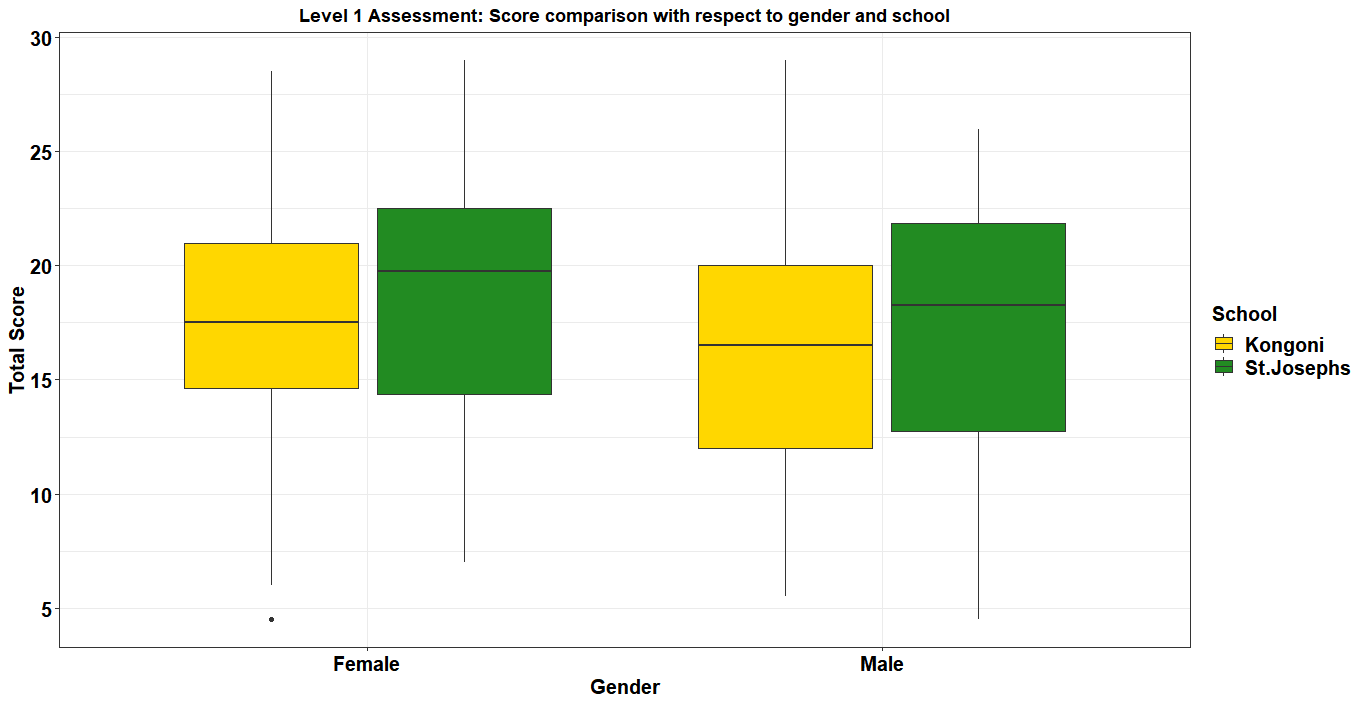 Level 1 Assessment: Score comparison with respect to gender and school
30
25
20
15
10
5
Total Score
Female
Male
Gender
School
Kongoni
St.Josephs